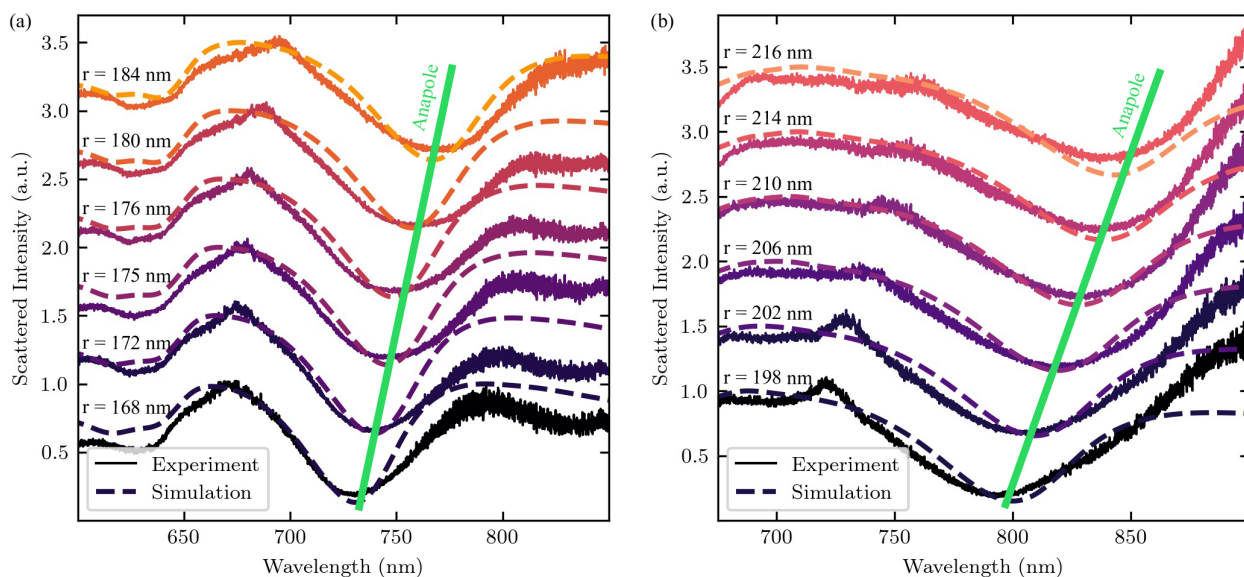 (a)
Scattered Intensity (a.u.)
3.5
3.0
2.5
2.0
1.5
1.0
0.5
r = 184 nm
r = 180 nm
r = 176 nm
r = 175 nm
r = 172 nm
r = 168 nm
Anapole
Experiment
Simulation
650
700
750
800
Wavelength (nm)
(b)
Scattered Intensity (a.u.)
3.5
3.0
2.5
2.0
1.5
1.0
0.5
r = 216 nm
r = 214 nm
r = 210 nm
r = 206 nm
r = 202 nm
r = 198 nm
Anapole
Experiment
Simulation
700
750
800
850
Wavelength (nm)